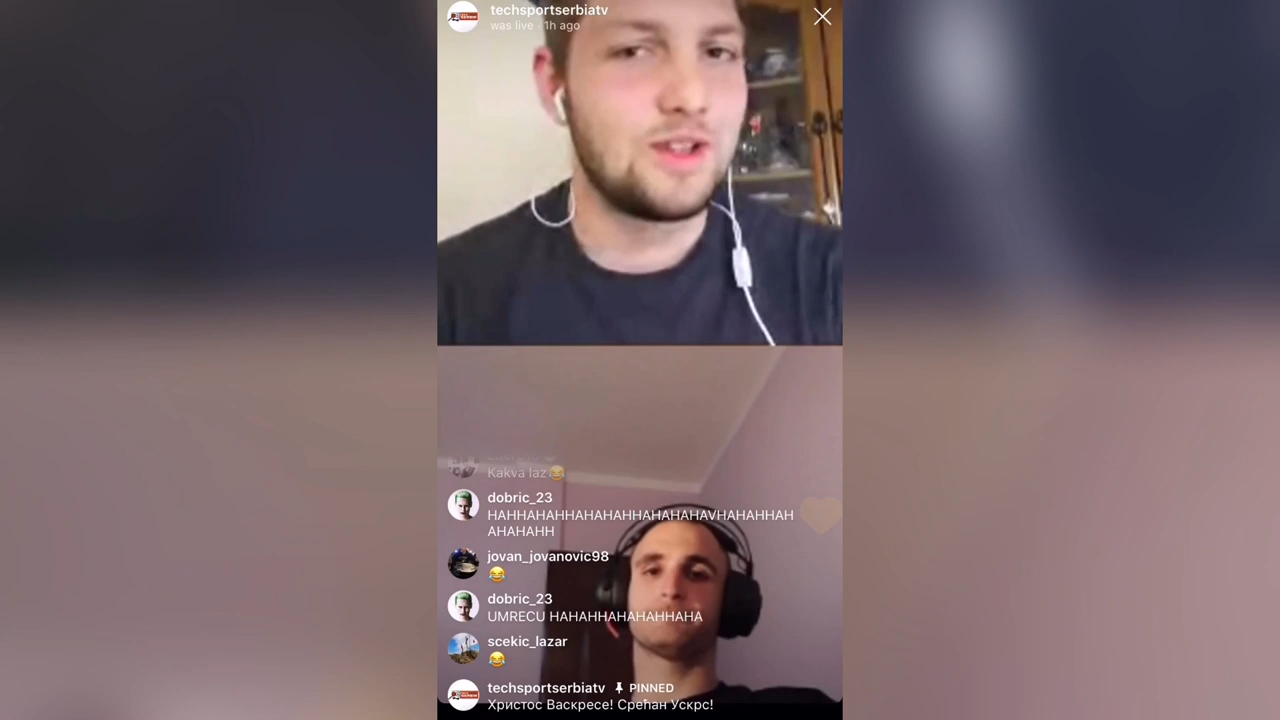 techsportserbiatv
was live · 1h ago
Kakva laz😂
dobric_23
HAHHAHAHHAHAHAHHAHAHAHAVHAHAHHAH
AHAHAHH
jovan_jovanovic98
😂
dobric_23
UMRECU HAHAHHAHAHAHHAHA
scekic_lazar
😂
techsportserbiatv PINNED
Христос Васкресе! Срећан Ускрс!